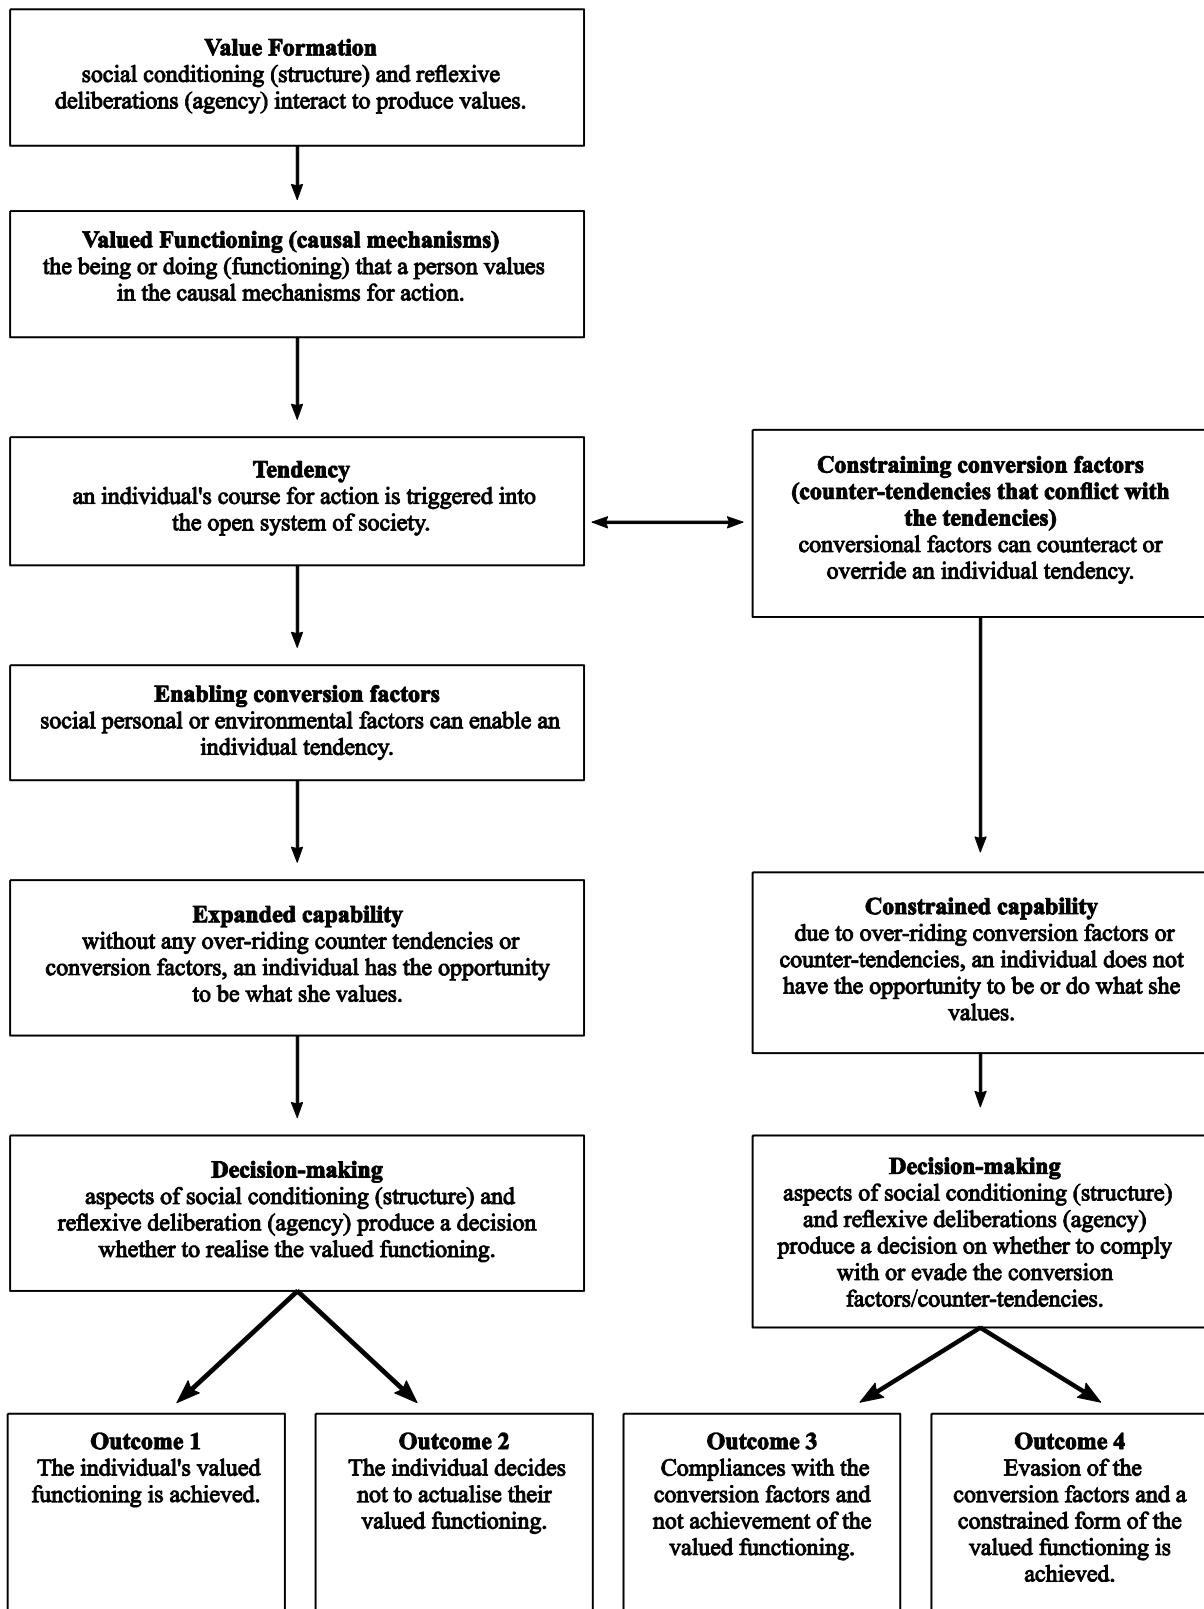 Value Formation
social conditioning (structure) and reflexive
deliberations (agency) interact to produce values.
Valued Functioning (causal mechanisms)
the being or doing (functioning) that a person values
in the causal mechanisms for action.
Tendency
an individual's course for action is triggered into
the open system of society.
Constraining conversion factors
(counter-tendencies that conflict with
the tendencies)
conversional factors can counteract or
override an individual tendency.
Enabling conversion factors
social personal or environmental factors can enable an
individual tendency.
Expanded capability
without any over-riding counter tendencies or
conversion factors, an individual has the opportunity
to be what she values.
Constrained capability
due to over-riding conversion factors or
counter-tendencies, an individual does not
have the opportunity to be or do what she
values.
Decision-making
aspects of social conditioning (structure) and
reflexive deliberation (agency) produce a decision
whether to realise the valued functioning.
Decision-making
aspects of social conditioning (structure)
and reflexive deliberations (agency)
produce a decision on whether to comply
with or evade the conversion
factors/counter-tendencies.
Outcome 1
The individual's valued
functioning is achieved.
Outcome 2
The individual decides
not to actualise their
valued functioning.
Outcome 3
Compliances with the
conversion factors and
not achievement of the
valued functioning.
Outcome 4
Evasion of the
conversion factors and a
constrained form of the
valued functioning is
achieved.